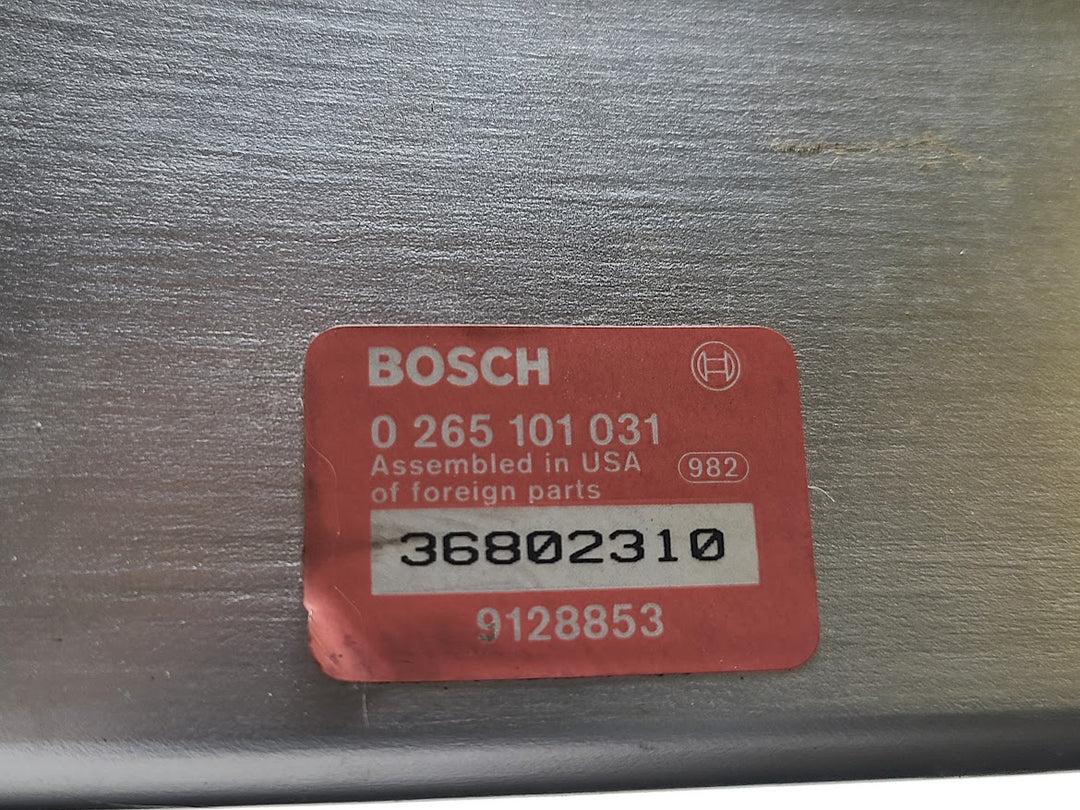 BOSCH
0 265 101 031
Assembled in USA
982
of foreign parts
36802310
9128853